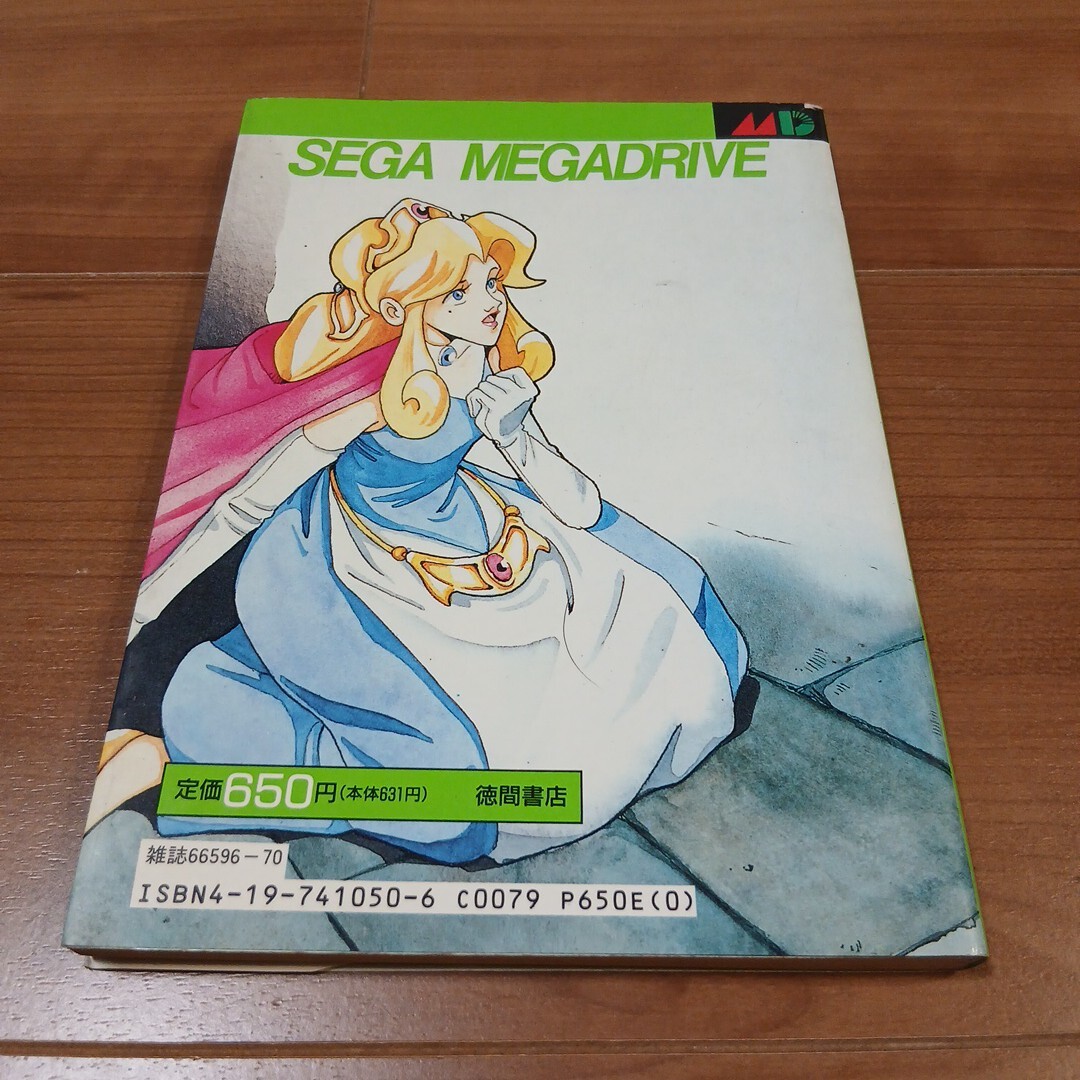 MD
SEGA MEGADRIVE
定価650円(本体631円) 徳間書店
雑誌66596-70
ISBN4-19-741050-6 C0079 P650E(0)